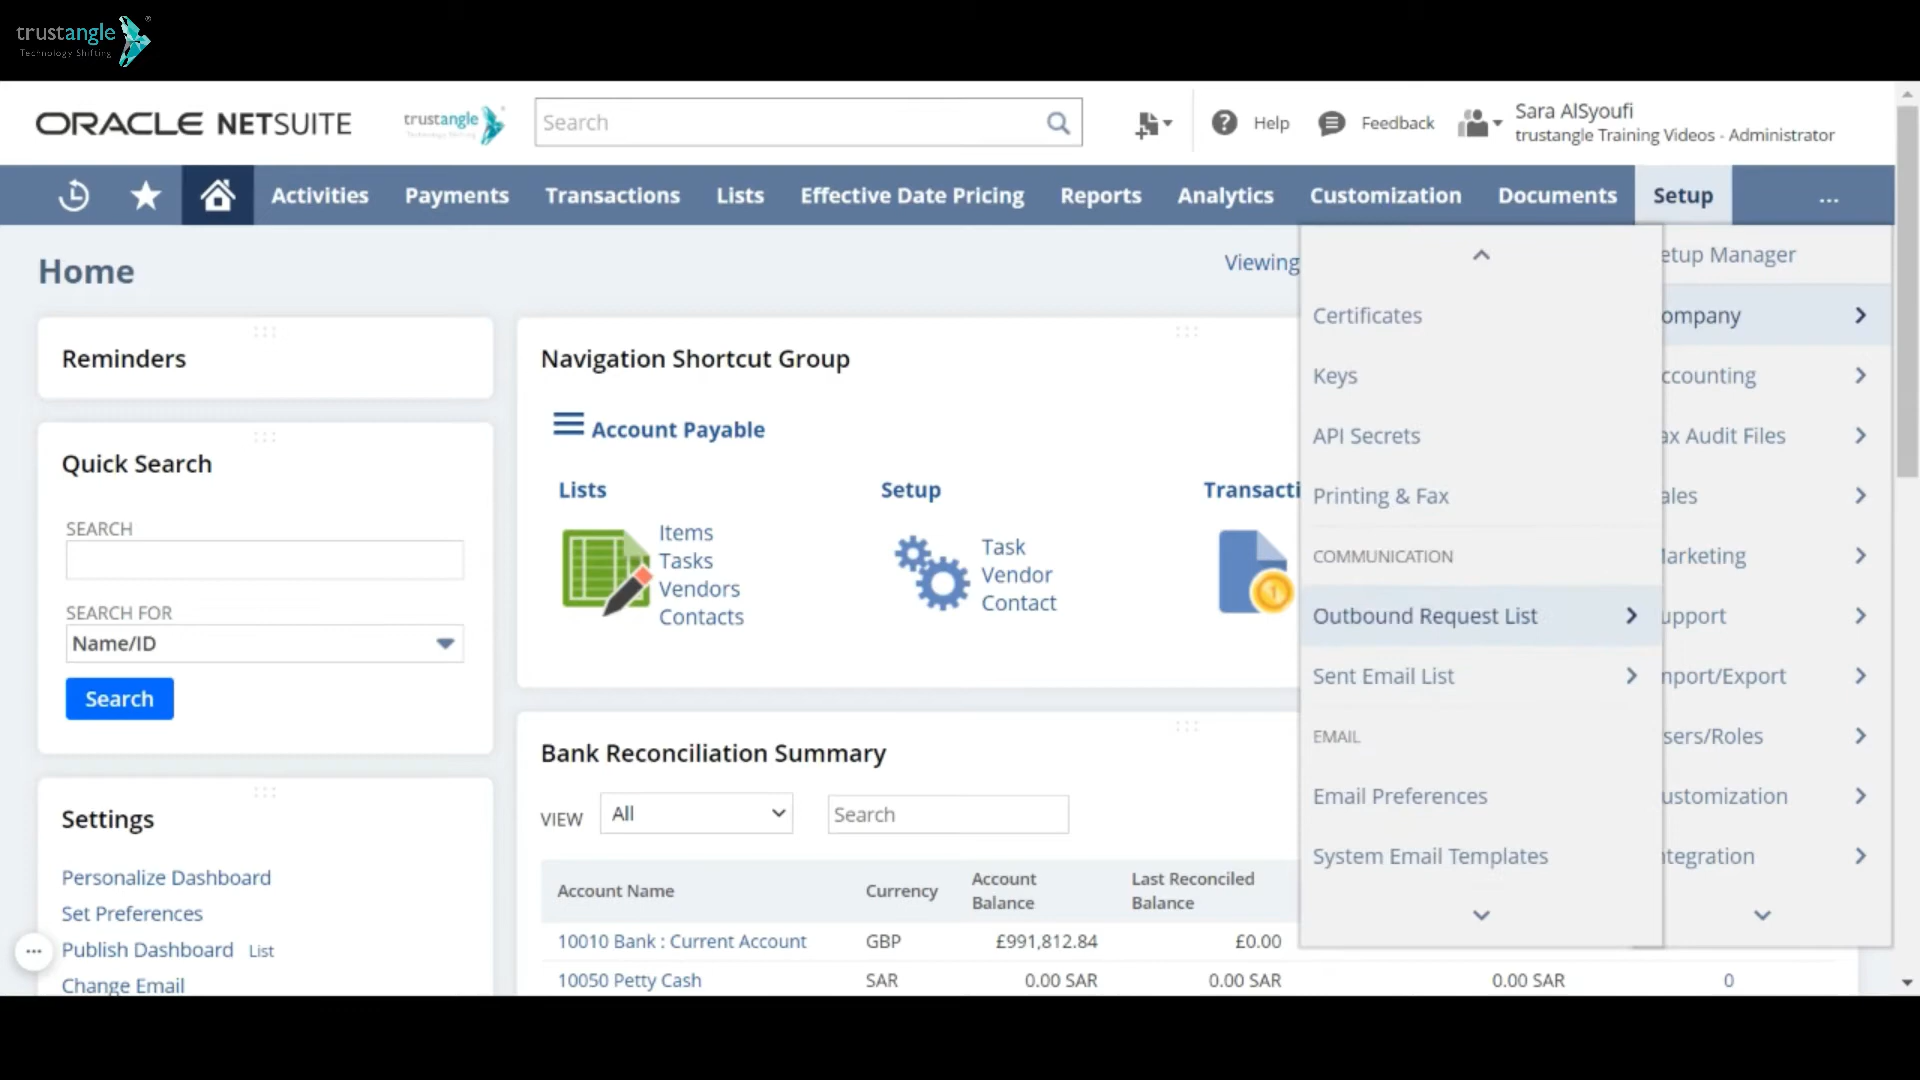 trustangle
Technology Shifting
ORACLE NETSUITE
trustangle
Search
Help
Feedback
Sara AlSyoufi
trustangle Training Videos - Administrator
Activities
Payments
Transactions
Lists
Effective Date Pricing
Reports
Analytics
Customization
Documents
Setup
...
Home
Viewing
Reminders
Quick Search
SEARCH
SEARCH FOR
Name/ID
Search
Settings
Personalize Dashboard
Set Preferences
Publish Dashboard List
Change Email
Navigation Shortcut Group
Account Payable
Lists
Items
Tasks
Vendors
Contacts
Setup
Task
Vendor
Contact
Transacti
Bank Reconciliation Summary
VIEW All Search
Account Name Currency Account Balance Last Reconciled Balance
10010 Bank : Current Account GBP £991,812.84 £0.00
10050 Petty Cash SAR 0.00 SAR 0.00 SAR 0.00 SAR 0
Certificates
Keys
API Secrets
Printing & Fax
COMMUNICATION
Outbound Request List
Sent Email List
EMAIL
Email Preferences
System Email Templates
etup Manager
ompany
ccounting
ax Audit Files
ales
arketing
upport
mport/Export
sers/Roles
ustomization
ntegration